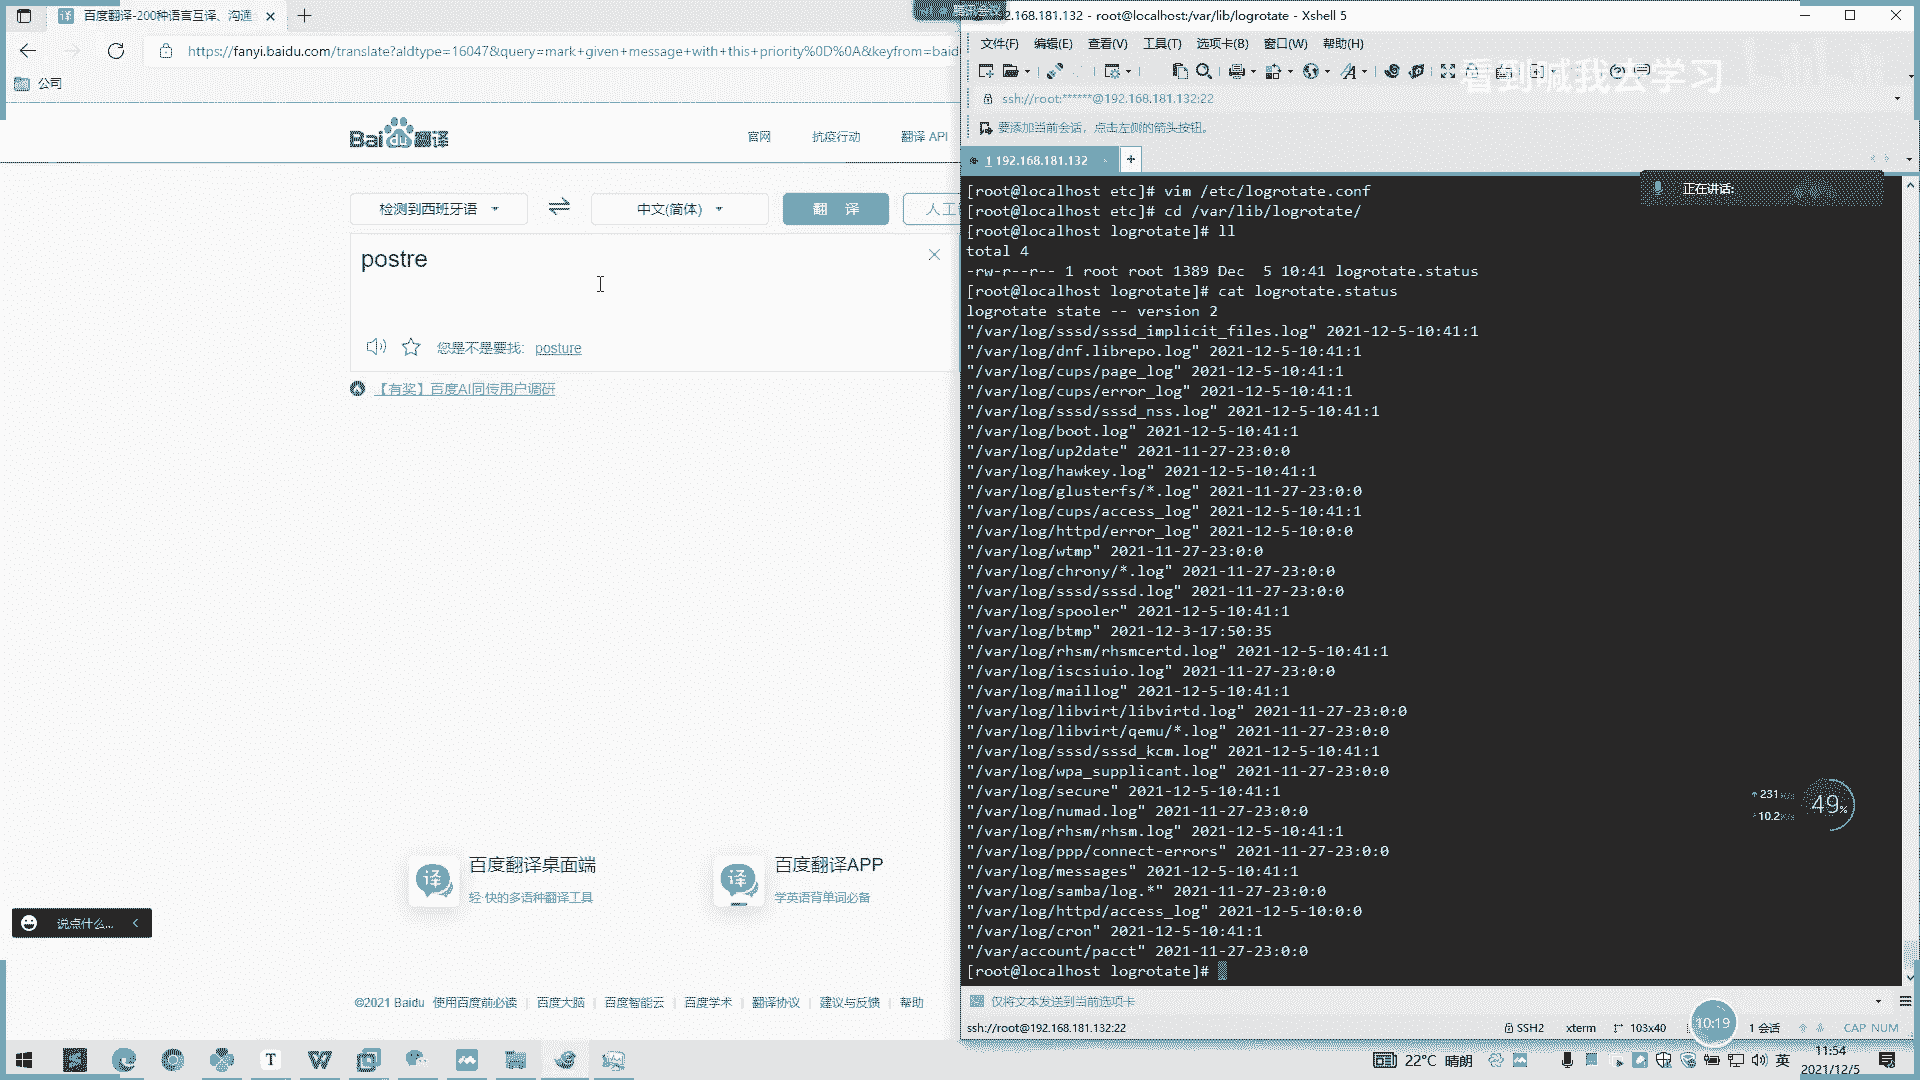 百度翻译-200种语言互译、沟通
https://fanyi.baidu.com/translate?aldtype=16047&query=mark+given+message+with+this+priority%0D%0A&keyfrom=baid
公司
Bai du 翻译
官网
抗疫行动
翻译 API
检测到西班牙语
中文(简体)
翻 译
人工
postre
您是不是要找: posture
【有奖】百度AI同传用户调研
百度翻译桌面端
轻·快的多语种翻译工具
百度翻译APP
学英语背单词必备
说点什么...
©2021 Baidu 使用百度前必读 | 百度大脑 | 百度智能云 | 百度学术 | 翻译协议 | 建议与反馈 | 帮助
2.168.181.132 - root@localhost:/var/lib/logrotate - Xshell 5
文件(F) 编辑(E) 查看(V) 工具(T) 选项卡(B) 窗口(W) 帮助(H)
看到喊我去学习
ssh://root:******@192.168.181.132:22
要添加当前会话，点击左侧的箭头按钮。
1 192.168.181.132
正在讲话:
[root@localhost etc]# vim /etc/logrotate.conf
[root@localhost etc]# cd /var/lib/logrotate/
[root@localhost logrotate]# ll
total 4
-rw-r--r-- 1 root root 1389 Dec  5 10:41 logrotate.status
[root@localhost logrotate]# cat logrotate.status
logrotate state -- version 2
"/var/log/sssd/sssd_implicit_files.log" 2021-12-5-10:41:1
"/var/log/dnf.librepo.log" 2021-12-5-10:41:1
"/var/log/cups/page_log" 2021-12-5-10:41:1
"/var/log/cups/error_log" 2021-12-5-10:41:1
"/var/log/sssd/sssd_nss.log" 2021-12-5-10:41:1
"/var/log/boot.log" 2021-12-5-10:41:1
"/var/log/up2date" 2021-11-27-23:0:0
"/var/log/hawkey.log" 2021-12-5-10:41:1
"/var/log/glusterfs/*.log" 2021-11-27-23:0:0
"/var/log/cups/access_log" 2021-12-5-10:41:1
"/var/log/httpd/error_log" 2021-12-5-10:0:0
"/var/log/wtmp" 2021-11-27-23:0:0
"/var/log/chrony/*.log" 2021-11-27-23:0:0
"/var/log/sssd/sssd.log" 2021-11-27-23:0:0
"/var/log/spooler" 2021-12-5-10:41:1
"/var/log/btmp" 2021-12-3-17:50:35
"/var/log/rhsm/rhsmcertd.log" 2021-12-5-10:41:1
"/var/log/iscsiuio.log" 2021-11-27-23:0:0
"/var/log/maillog" 2021-12-5-10:41:1
"/var/log/libvirt/libvirtd.log" 2021-11-27-23:0:0
"/var/log/libvirt/qemu/*.log" 2021-11-27-23:0:0
"/var/log/sssd/sssd_kcm.log" 2021-12-5-10:41:1
"/var/log/wpa_supplicant.log" 2021-11-27-23:0:0
"/var/log/secure" 2021-12-5-10:41:1
"/var/log/numad.log" 2021-11-27-23:0:0
"/var/log/rhsm/rhsm.log" 2021-12-5-10:41:1
"/var/log/ppp/connect-errors" 2021-11-27-23:0:0
"/var/log/messages" 2021-12-5-10:41:1
"/var/log/samba/log.*" 2021-11-27-23:0:0
"/var/log/httpd/access_log" 2021-12-5-10:0:0
"/var/log/cron" 2021-12-5-10:41:1
"/var/account/pacct" 2021-11-27-23:0:0
[root@localhost logrotate]#
231 K/s
10.2 K/s
49%
仅将文本发送到当前选项卡
ssh://root@192.168.181.132:22
SSH2 xterm 103x40 10:19 1 会话 CAP NUM
22°C 晴朗
英
11:54
2021/12/5